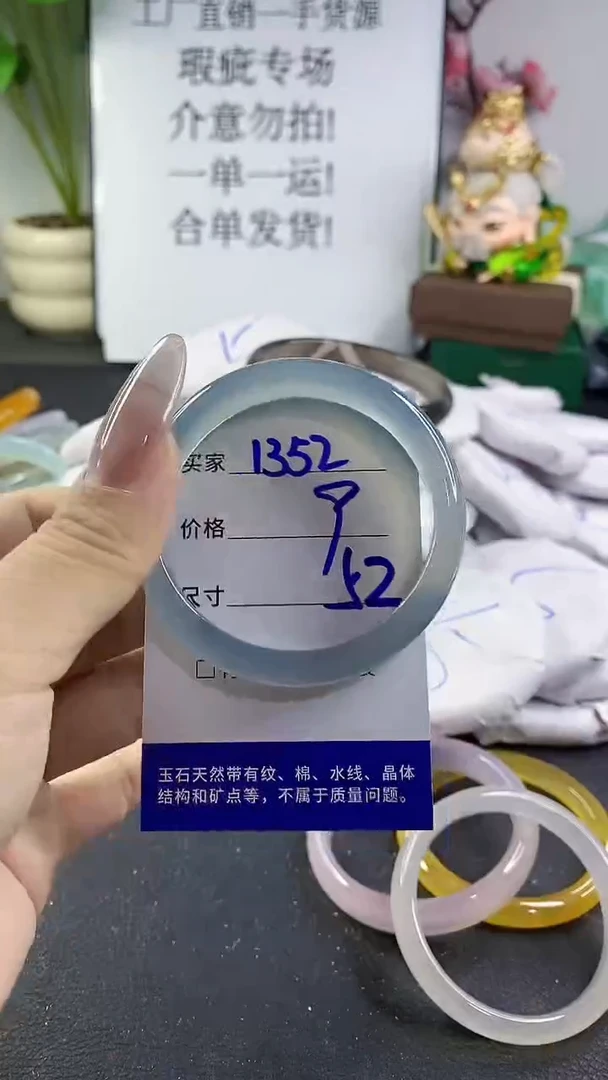 工厂直销一手货源
瑕疵专场
介意勿拍!
一单一运!
合单发货!
买家 1352
价格
尺寸 52
玉石天然带有纹、棉、水线、晶体
结构和矿点等，不属于质量问题。